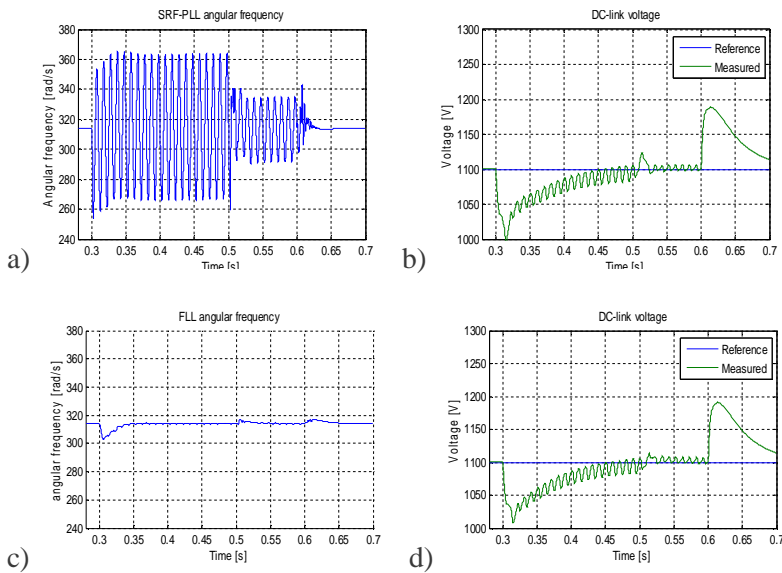 SRF-PLL angular frequency
380
360
340
320
300
280
260
240
0.3 0.35 0.4 0.45 0.5 0.55 0.6 0.65 0.7
Angular frequency [rad/s]
Time [s]
a)
DC-link voltage
1300
1200
1100
1050
1000
0.3 0.35 0.4 0.45 0.5 0.55 0.6 0.65 0.7
Voltage [V]
Time [s]
Reference
Measured
b)
FLL angular frequency
380
360
340
320
300
280
260
240
0.3 0.35 0.4 0.45 0.5 0.55 0.6 0.65 0.7
angular frequency [rad/s]
Time [s]
c)
DC-link voltage
1300
1200
1100
1050
1000
0.3 0.35 0.4 0.45 0.5 0.55 0.6 0.65 0.7
Voltage [V]
Time [s]
Reference
Measured
d)